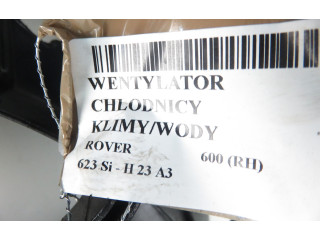 WENTYLATOR
CHŁODNICY
KLIMY/WODY
ROVER 600 (RH)
623 Si - H 23 A3